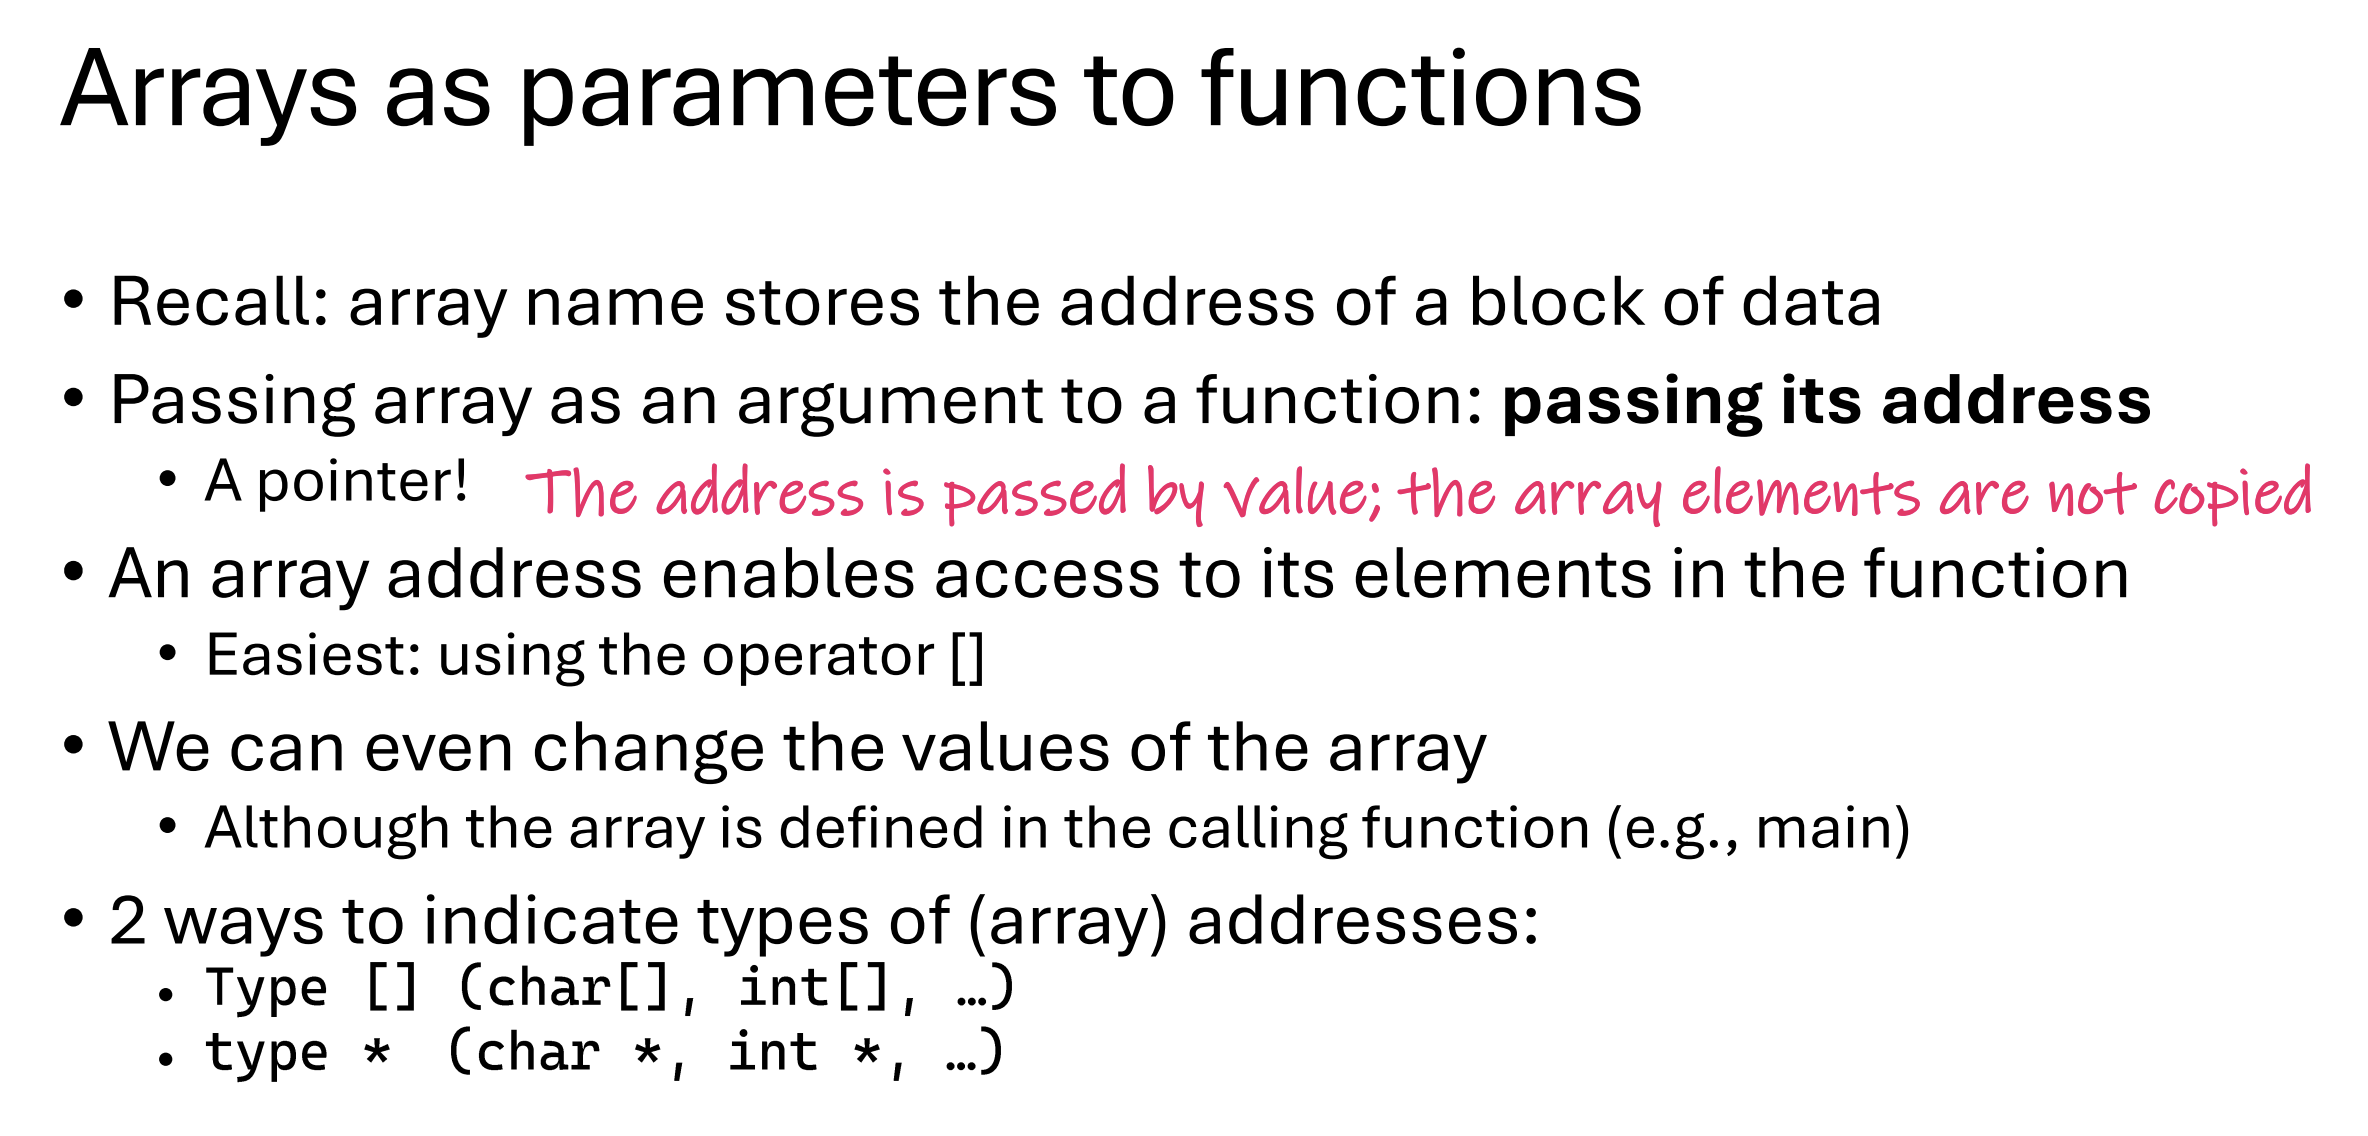 Arrays as parameters to functions
• Recall: array name stores the address of a block of data
• Passing array as an argument to a function: passing its address
• A pointer! The address is passed by value; the array elements are not copied
• An array address enables access to its elements in the function
• Easiest: using the operator []
• We can even change the values of the array
• Although the array is defined in the calling function (e.g., main)
• 2 ways to indicate types of (array) addresses:
• Type [] (char[], int[], …)
• type * (char *, int *, …)